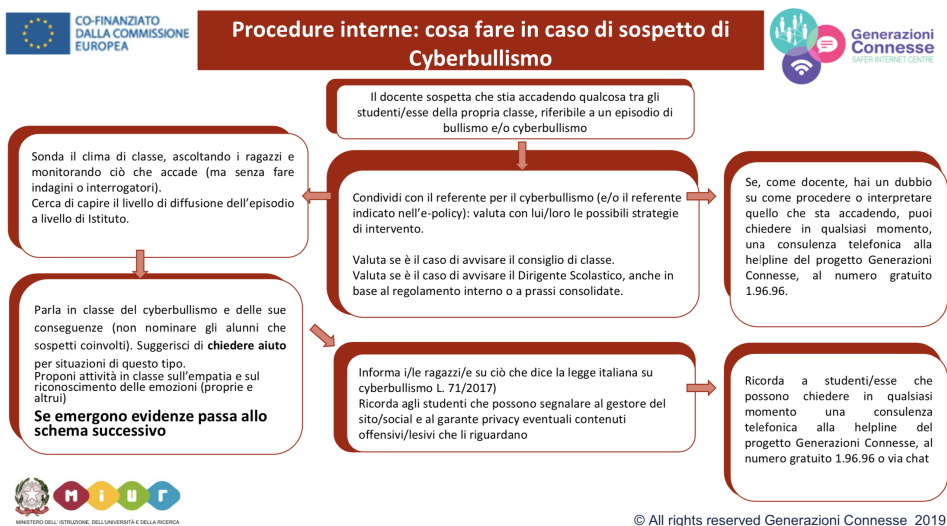 CO-FINANZIATO
DALLA COMMISSIONE
EUROPEA
Procedure interne: cosa fare in caso di sospetto di
Cyberbullismo
Generazioni
Connesse
SAFER INTERNET CENTRE
Il docente sospetta che stia accadendo qualcosa tra gli
studenti/esse della propria classe, riferibile a un episodio di
bullismo e/o cyberbullismo
Sonda il clima di classe, ascoltando i ragazzi e
monitorando ciò che accade (ma senza fare
indagini o interrogatori).
Cerca di capire il livello di diffusione dell'episodio
a livello di Istituto.
Condividi con il referente per il cyberbullismo (e/o il referente
indicato nell'e-policy): valuta con lui/loro le possibili strategie
di intervento.
Valuta se è il caso di avvisare il consiglio di classe.
Valuta se è il caso di avvisare il Dirigente Scolastico, anche in
base al regolamento interno o a prassi consolidate.
Se, come docente, hai un dubbio
su come procedere o interpretare
quello che sta accadendo, puoi
chiedere in qualsiasi momento,
una consulenza telefonica alla
helpline del progetto Generazioni
Connesse, al numero gratuito
1.96.96.
Parla in classe del cyberbullismo e delle sue
conseguenze (non nominare gli alunni che
sospetti coinvolti). Suggerisci di chiedere aiuto
per situazioni di questo tipo.
Proponi attività in classe sull'empatia e sul
riconoscimento delle emozioni (proprie e
altrui)
Se emergono evidenze passa allo
schema successivo
Informa i/le ragazzi/e su ciò che dice la legge italiana su
cyberbullismo L. 71/2017)
Ricorda agli studenti che possono segnalare al gestore del
sito/social e al garante privacy eventuali contenuti
offensivi/lesivi che li riguardano
Ricorda a studenti/esse che
possono chiedere in qualsiasi
momento una consulenza
telefonica alla helpline del
progetto Generazioni Connesse, al
numero gratuito 1.96.96 o via chat
miur
MINISTERO DELL' ISTRUZIONE, DELL'UNIVERSITÀ E DELLA RICERCA
© All rights reserved Generazioni Connesse 2019